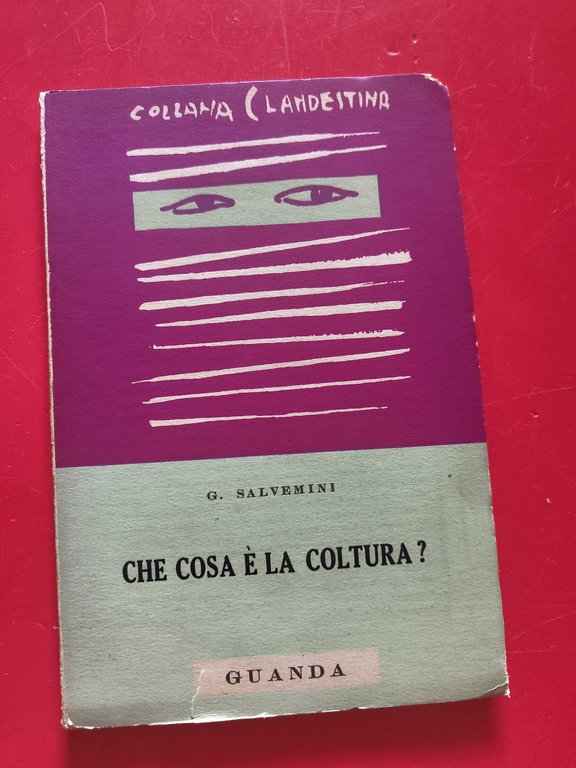 COLLANA CLANDESTINA
G. SALVEMINI
CHE COSA È LA COLTURA?
GUANDA